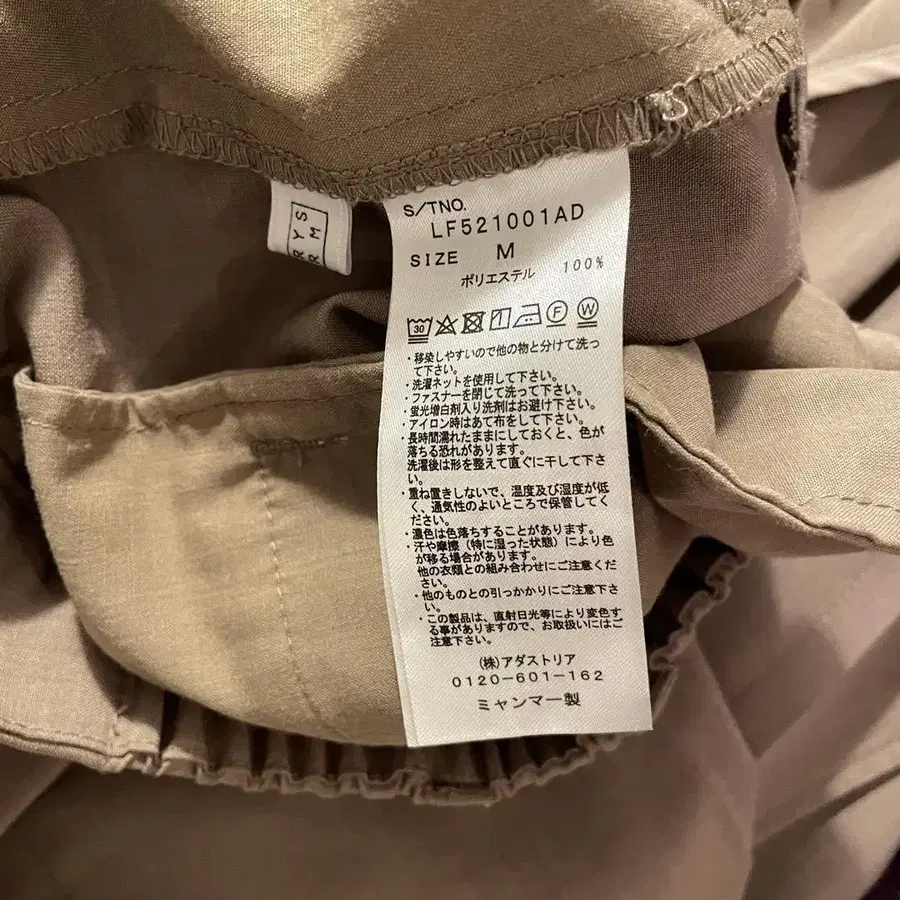 S/TNO.
LF521001AD
SIZE M
ポリエステル 100%
30
F
W
・移染しやすいので他の物と分けて洗っ
て下さい。
・洗濯ネットを使用して下さい。
・ファスナーを閉じて洗って下さい。
・蛍光増白剤入り洗剤はお避け下さい。
・アイロン時はあて布をして下さい。
・長時間濡れたままにしておくと、色が
落ちる恐れがあります。
洗濯後は形を整えて直ぐに干して下さ
い。
・重ね置きしないで、温度及び湿度が低
く、通気性のよいところで保管してく
ださい。
・濃色は色落ちすることがあります。
・汗や摩擦（特に湿った状態）により色
が移る場合があります。
他の衣類との組み合わせにご注意くだ
さい。
・他のものとの引っかかりにご注意下さ
い。
・この製品は、直射日光等により変色す
る事がありますので、お取扱いにはご
注意下さい。
(株)アダストリア
0120-601-162
ミャンマー製
RYS
RM